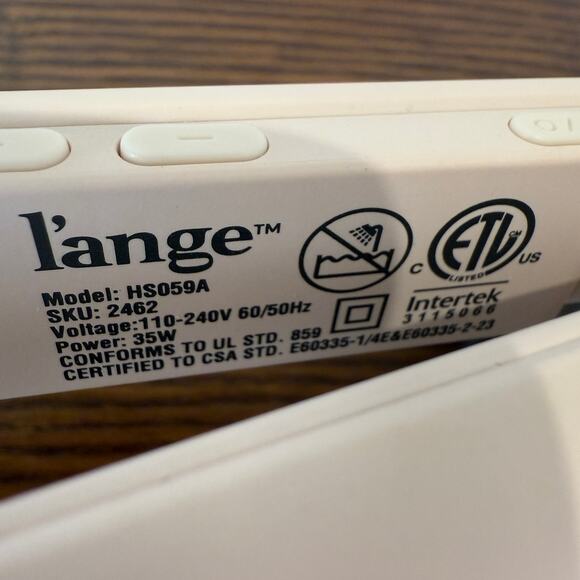 l'ange™
Model: HS059A
SKU: 2462
Voltage:110-240V 60/50Hz
Power: 35W
CONFORMS TO UL STD. 859
CERTIFIED TO CSA STD. E60335-1/4E&E60335-2-23
C ETL CM US
LISTED
Intertek
3115066